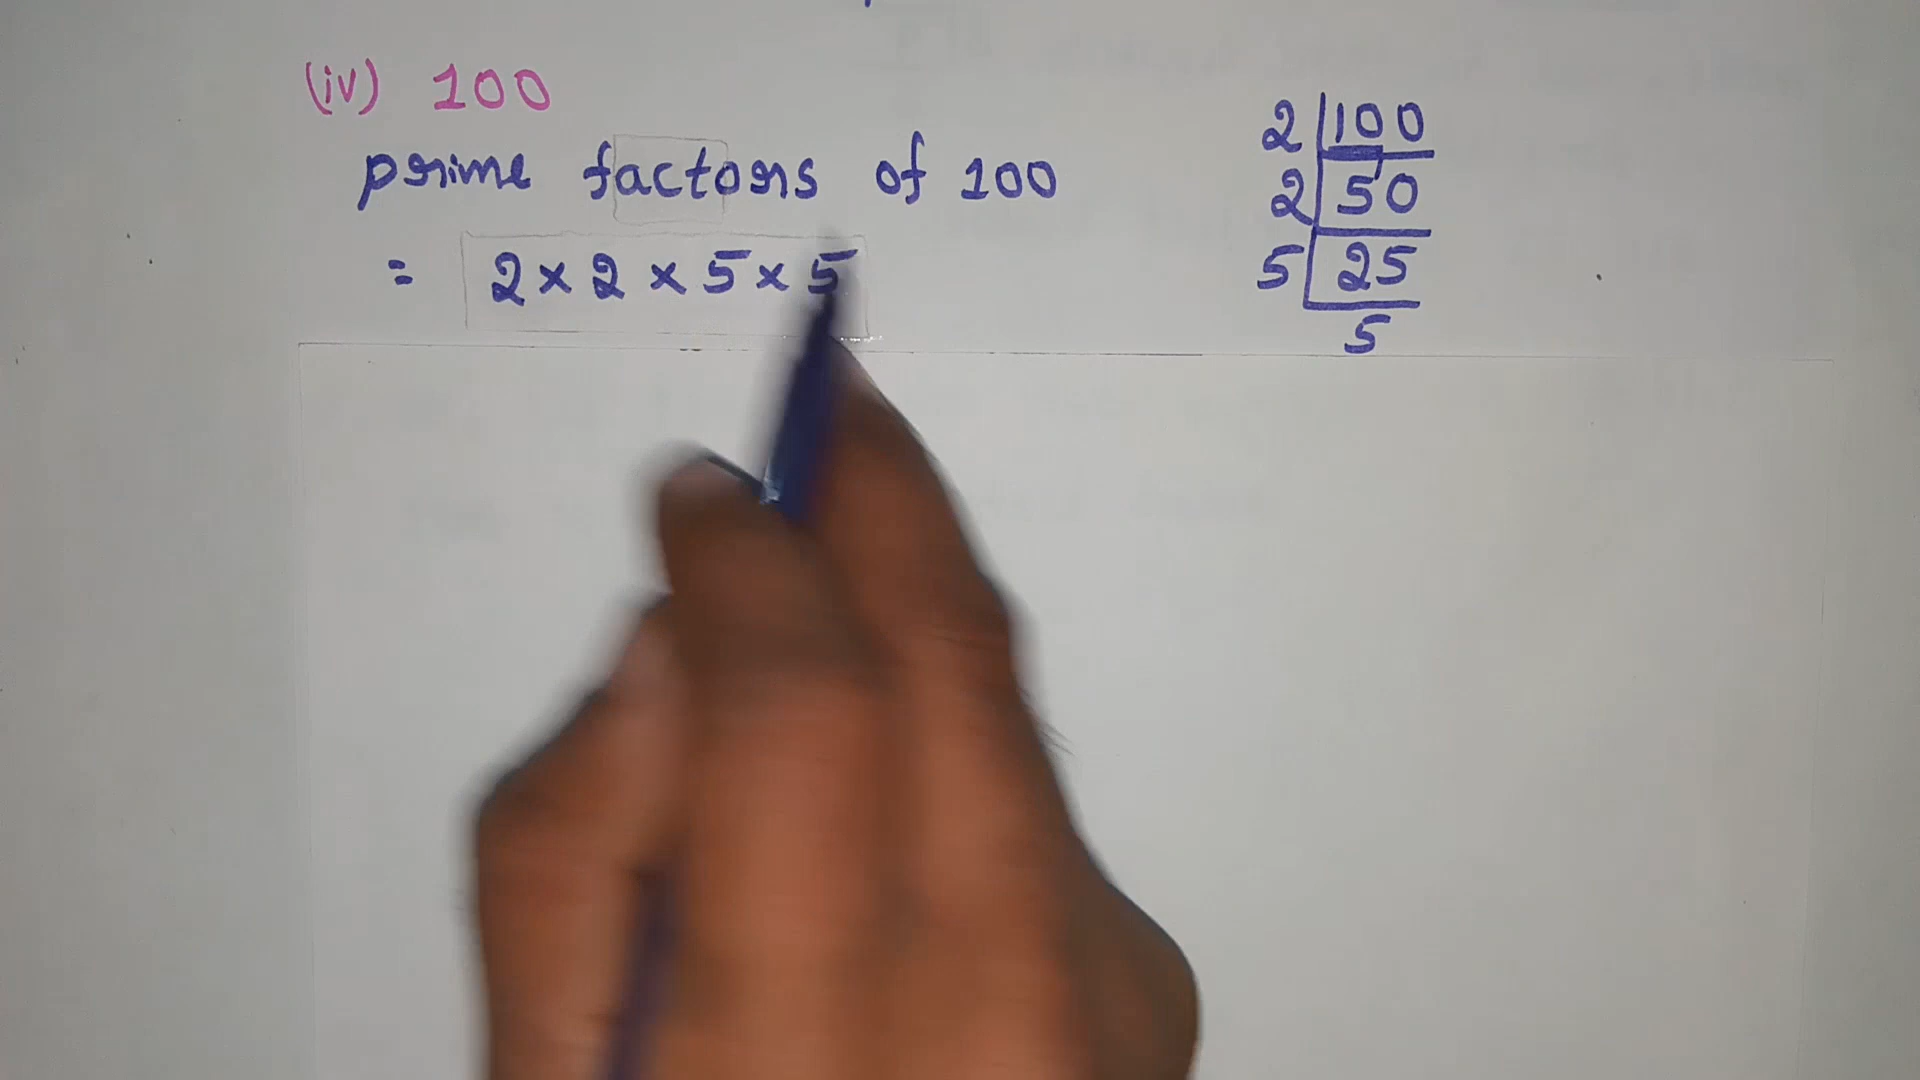 (iv) 100
prime factors of 100
= 2 × 2 × 5 × 5
2 | 100
2 | 50
5 | 25
5